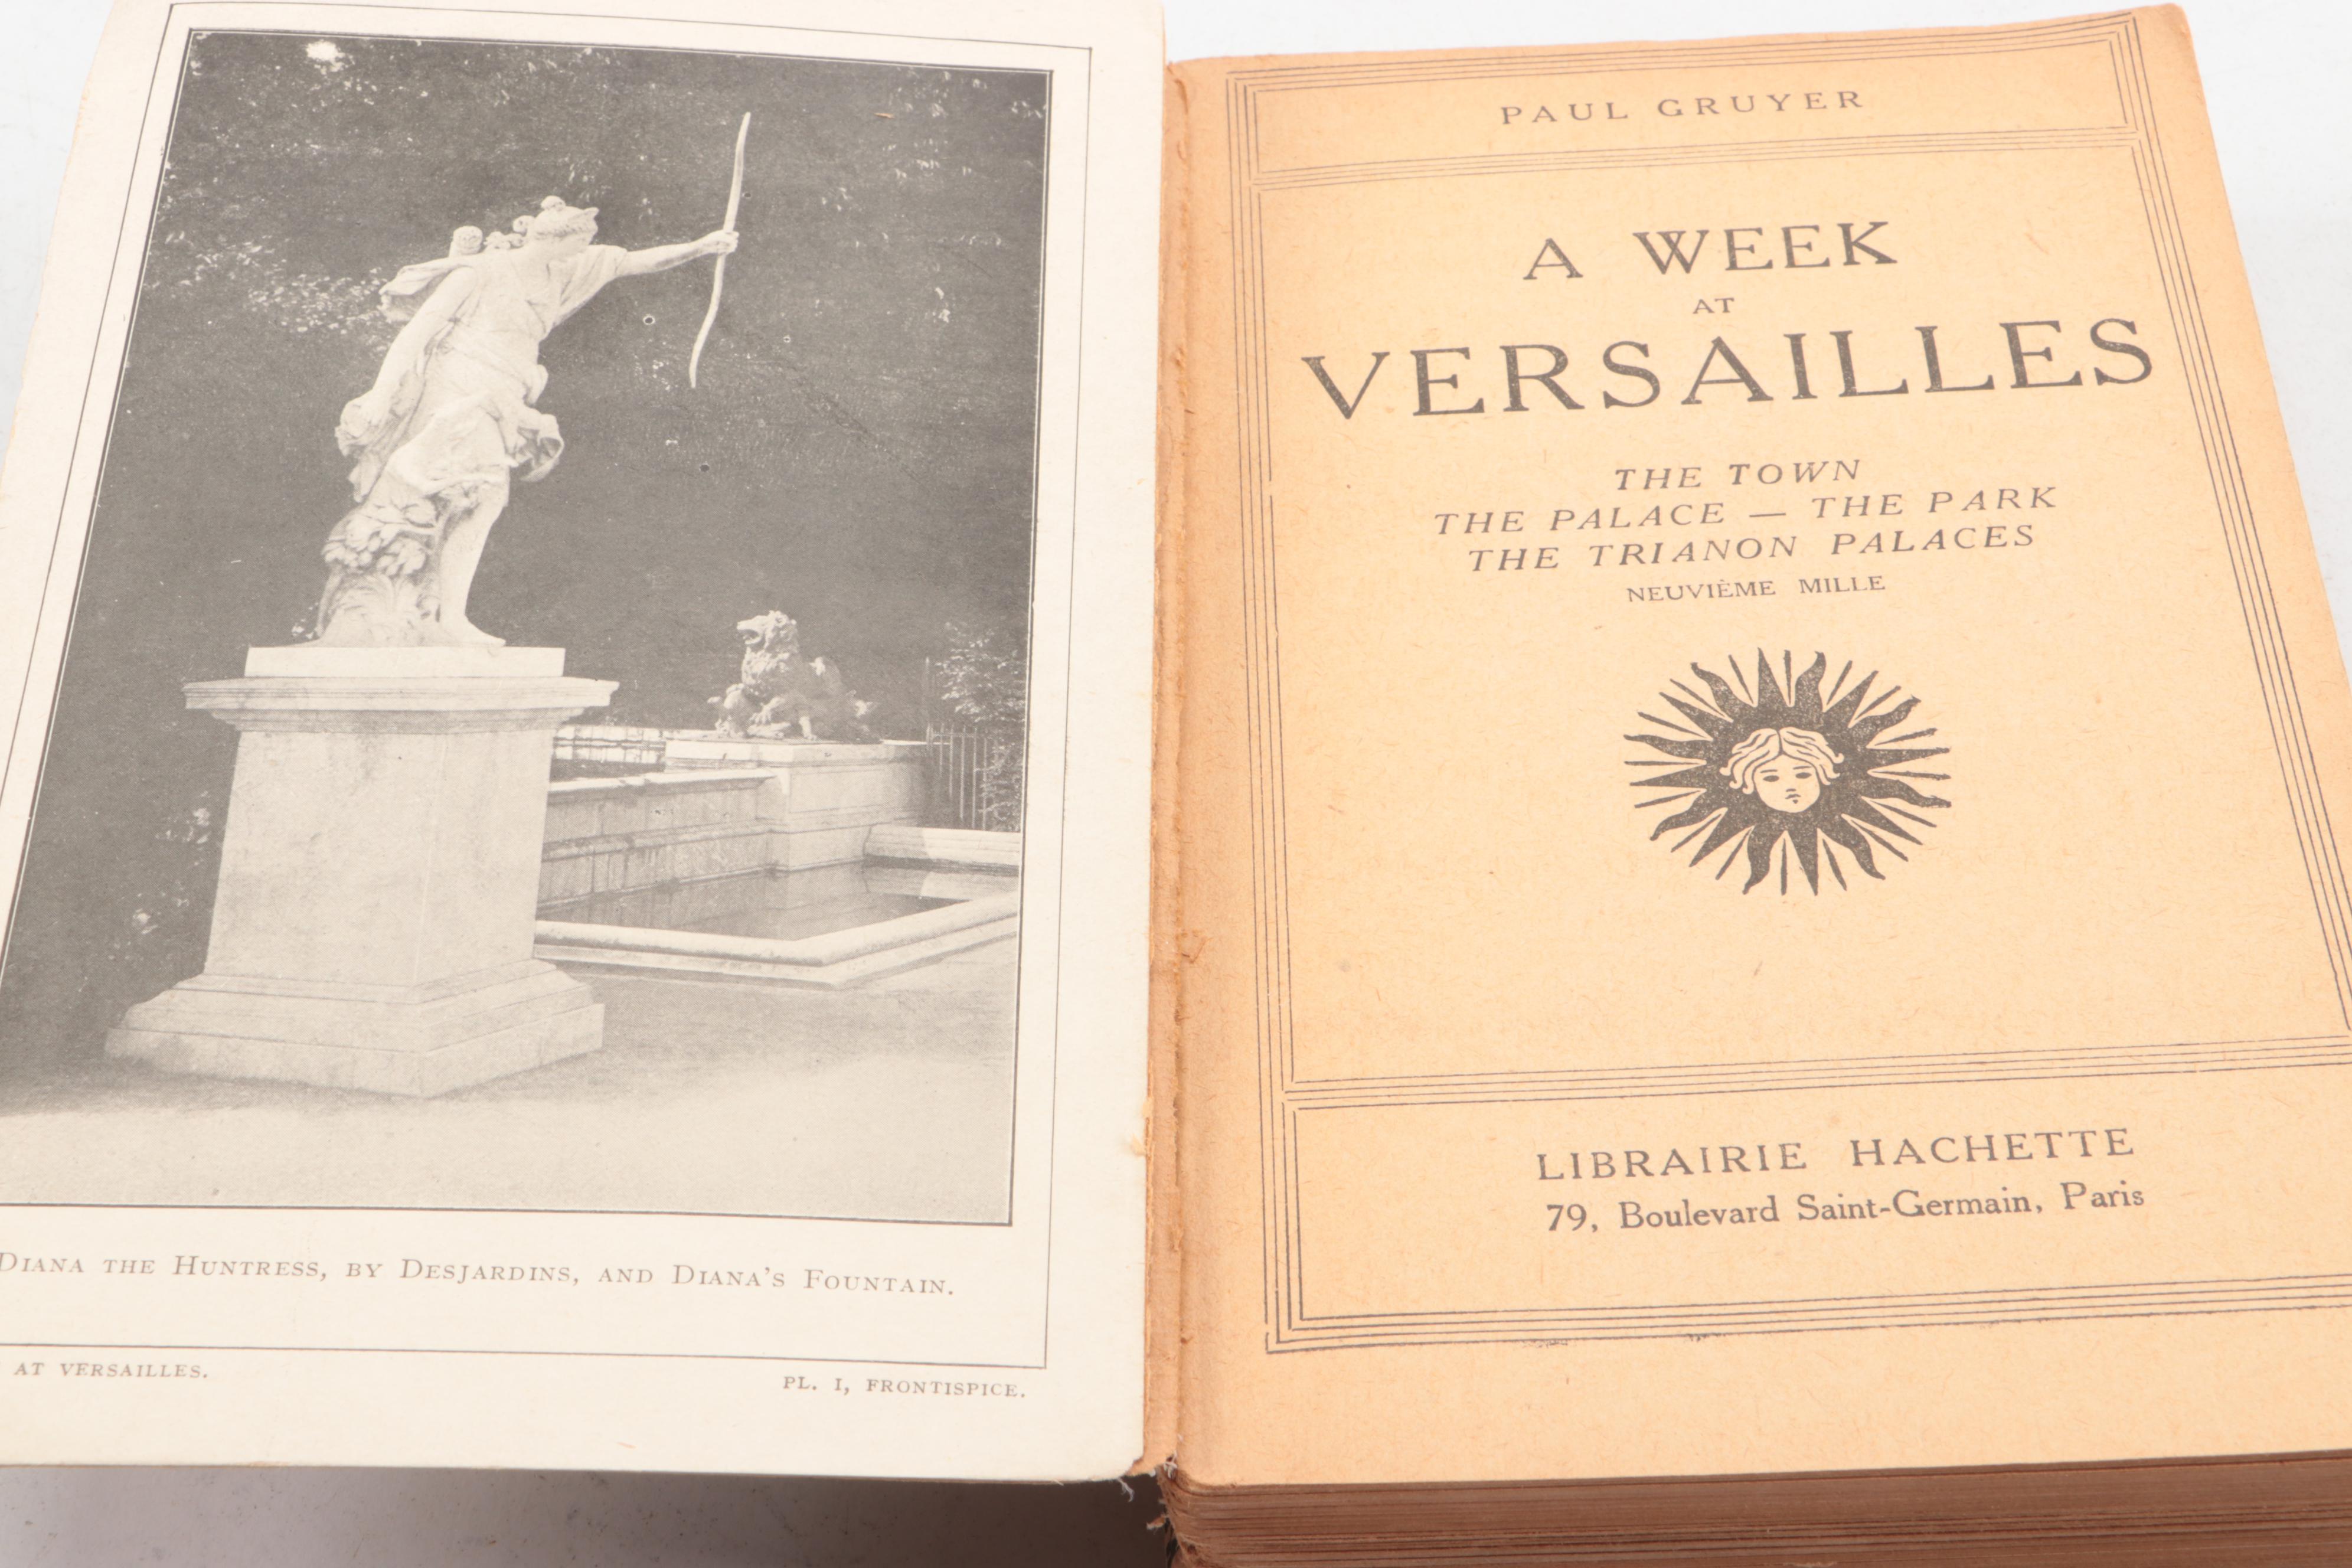 DIANA THE HUNTRESS, BY DESJARDINS, AND DIANA'S FOUNTAIN.
AT VERSAILLES.
PL. I, FRONTISPICE.
PAUL GRUYER
A WEEK
AT
VERSAILLES
THE TOWN
THE PALACE — THE PARK
THE TRIANON PALACES
NEUVIÈME MILLE
LIBRAIRIE HACHETTE
79, Boulevard Saint-Germain, Paris